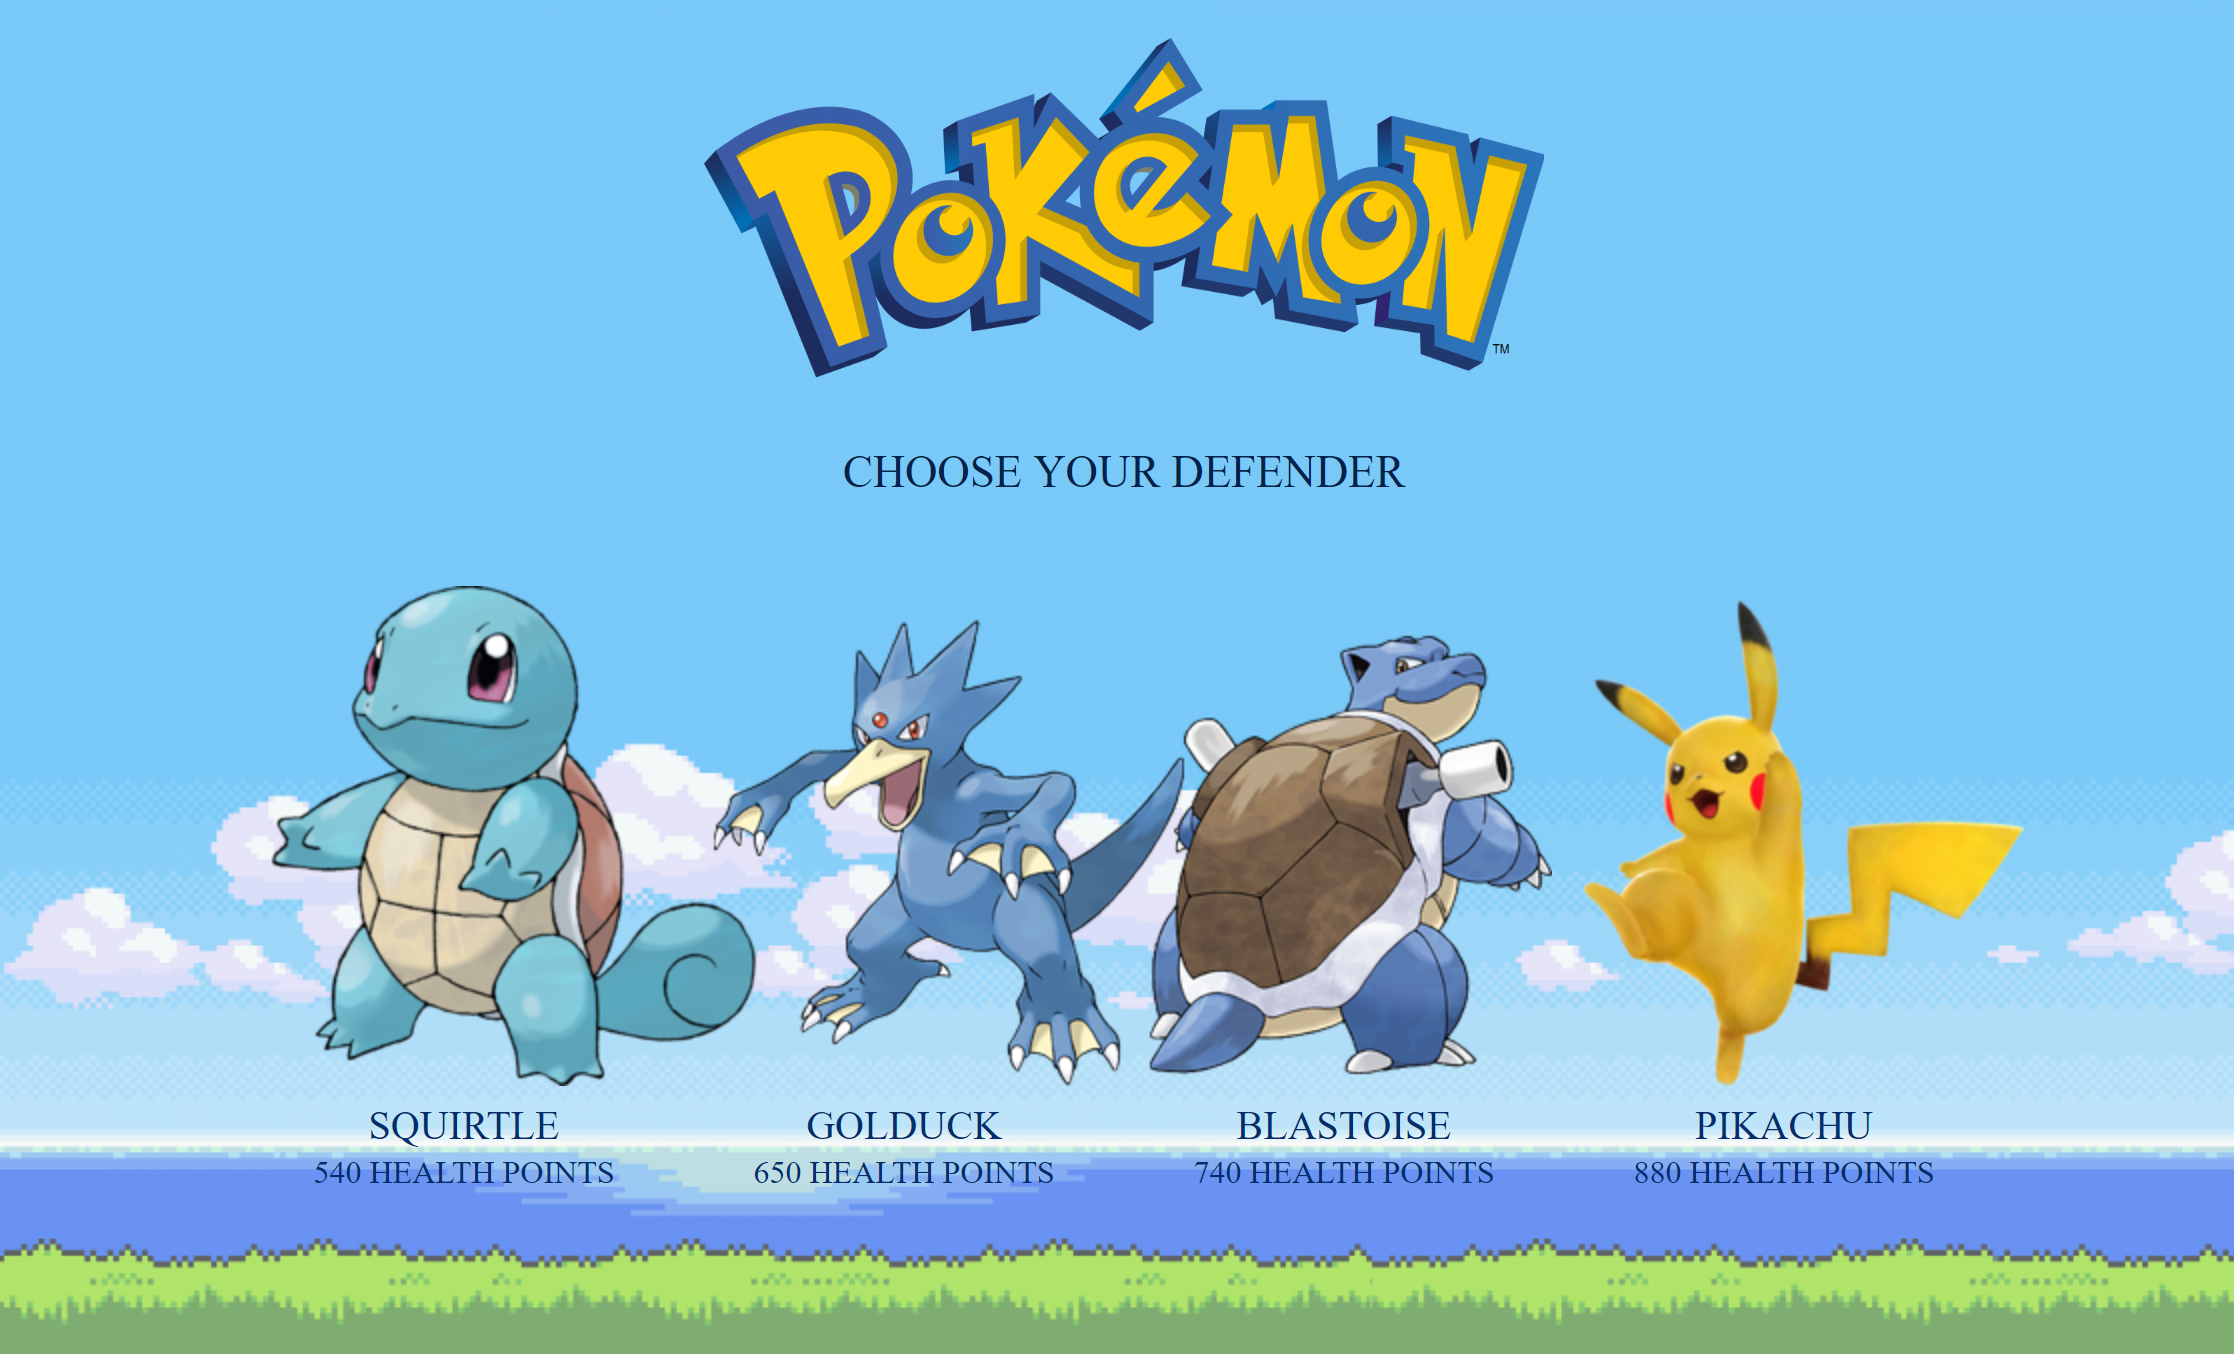 POKéMON
TM
CHOOSE YOUR DEFENDER
SQUIRTLE
540 HEALTH POINTS
GOLDUCK
650 HEALTH POINTS
BLASTOISE
740 HEALTH POINTS
PIKACHU
880 HEALTH POINTS